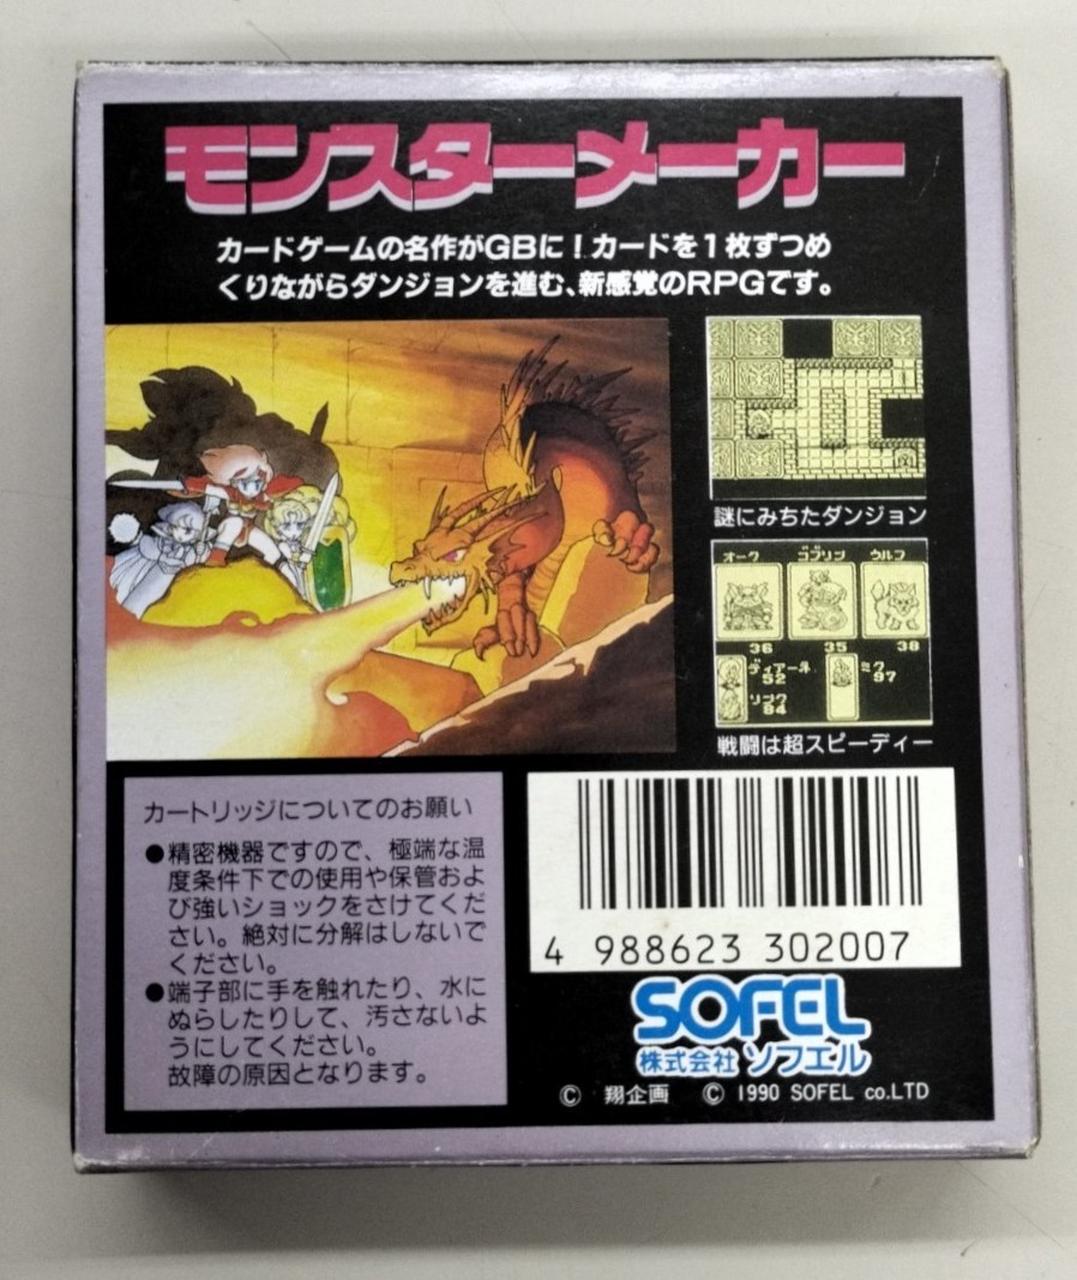 モンスターメーカー
カードゲームの名作がGBに!カードを1枚ずつめ
くりながらダンジョンを進む、新感覚のRPGです。
謎にみちたダンジョン
オーク ゴブリン ウルフ
36 35 38
ディアーネ ミク
52 97
リンク
84
戦闘は超スピーディー
カートリッジについてのお願い
●精密機器ですので、極端な温
度条件下での使用や保管およ
び強いショックをさけてくだ
さい。絶対に分解はしないで
ください。
●端子部に手を触れたり、水に
ぬらしたりして、汚さないよ
うにしてください。
故障の原因となります。
4 988623 302007
SOFEL
株式会社 ソフエル
© 翔企画 © 1990 SOFEL co.LTD